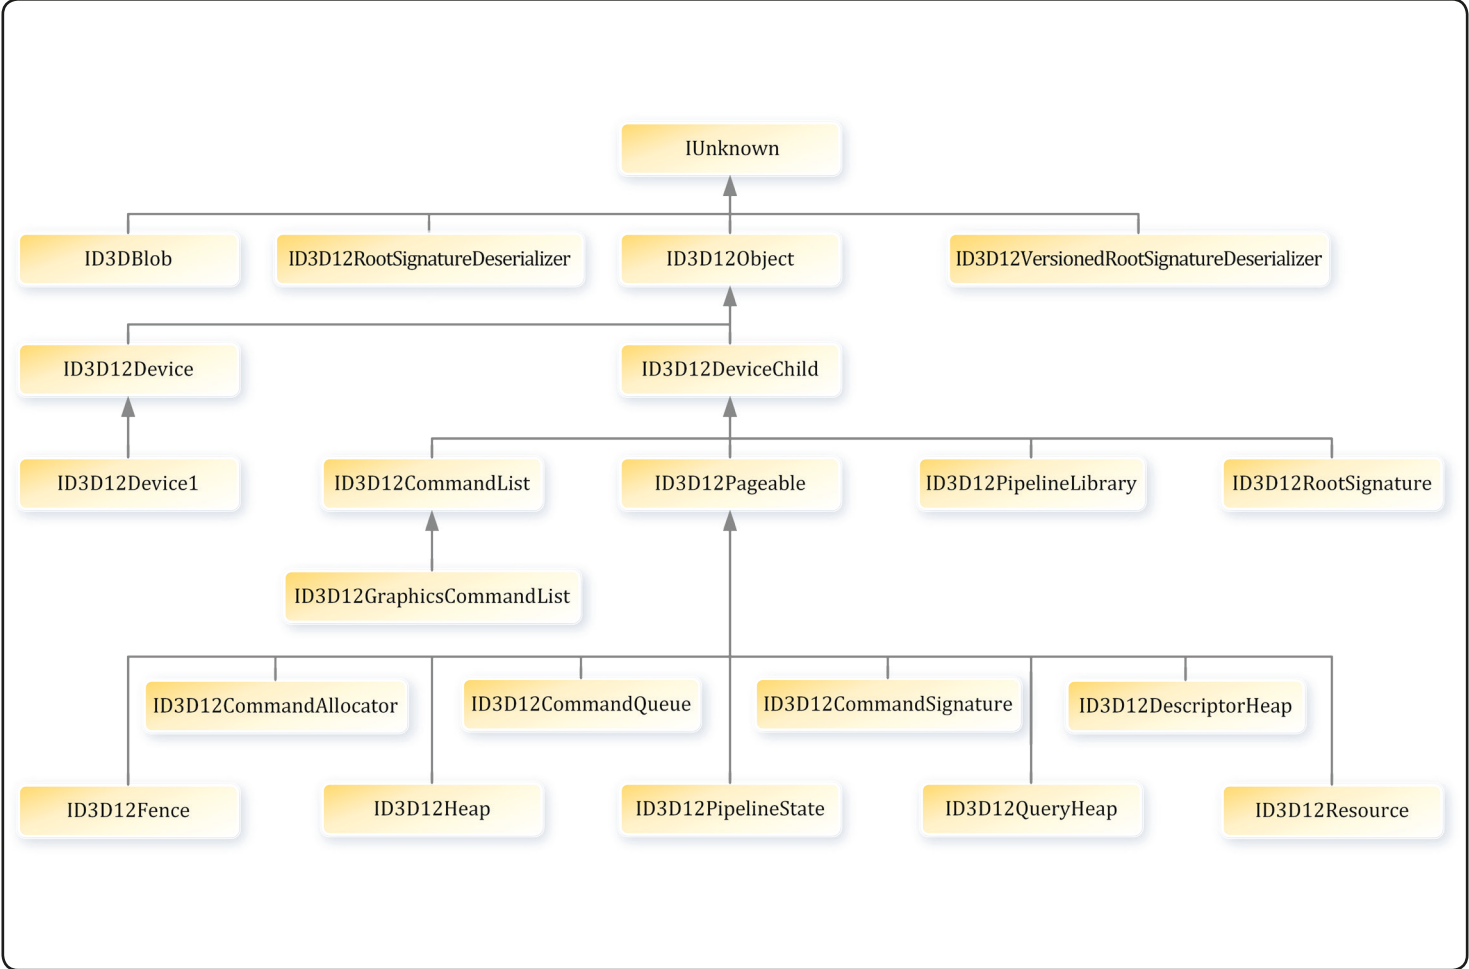 IUnknown
ID3DBlob
ID3D12RootSignatureDeserializer
ID3D12Object
ID3D12VersionedRootSignatureDeserializer
ID3D12Device
ID3D12DeviceChild
ID3D12Device1
ID3D12CommandList
ID3D12Pageable
ID3D12PipelineLibrary
ID3D12RootSignature
ID3D12GraphicsCommandList
ID3D12CommandAllocator
ID3D12CommandQueue
ID3D12CommandSignature
ID3D12DescriptorHeap
ID3D12Fence
ID3D12Heap
ID3D12PipelineState
ID3D12QueryHeap
ID3D12Resource